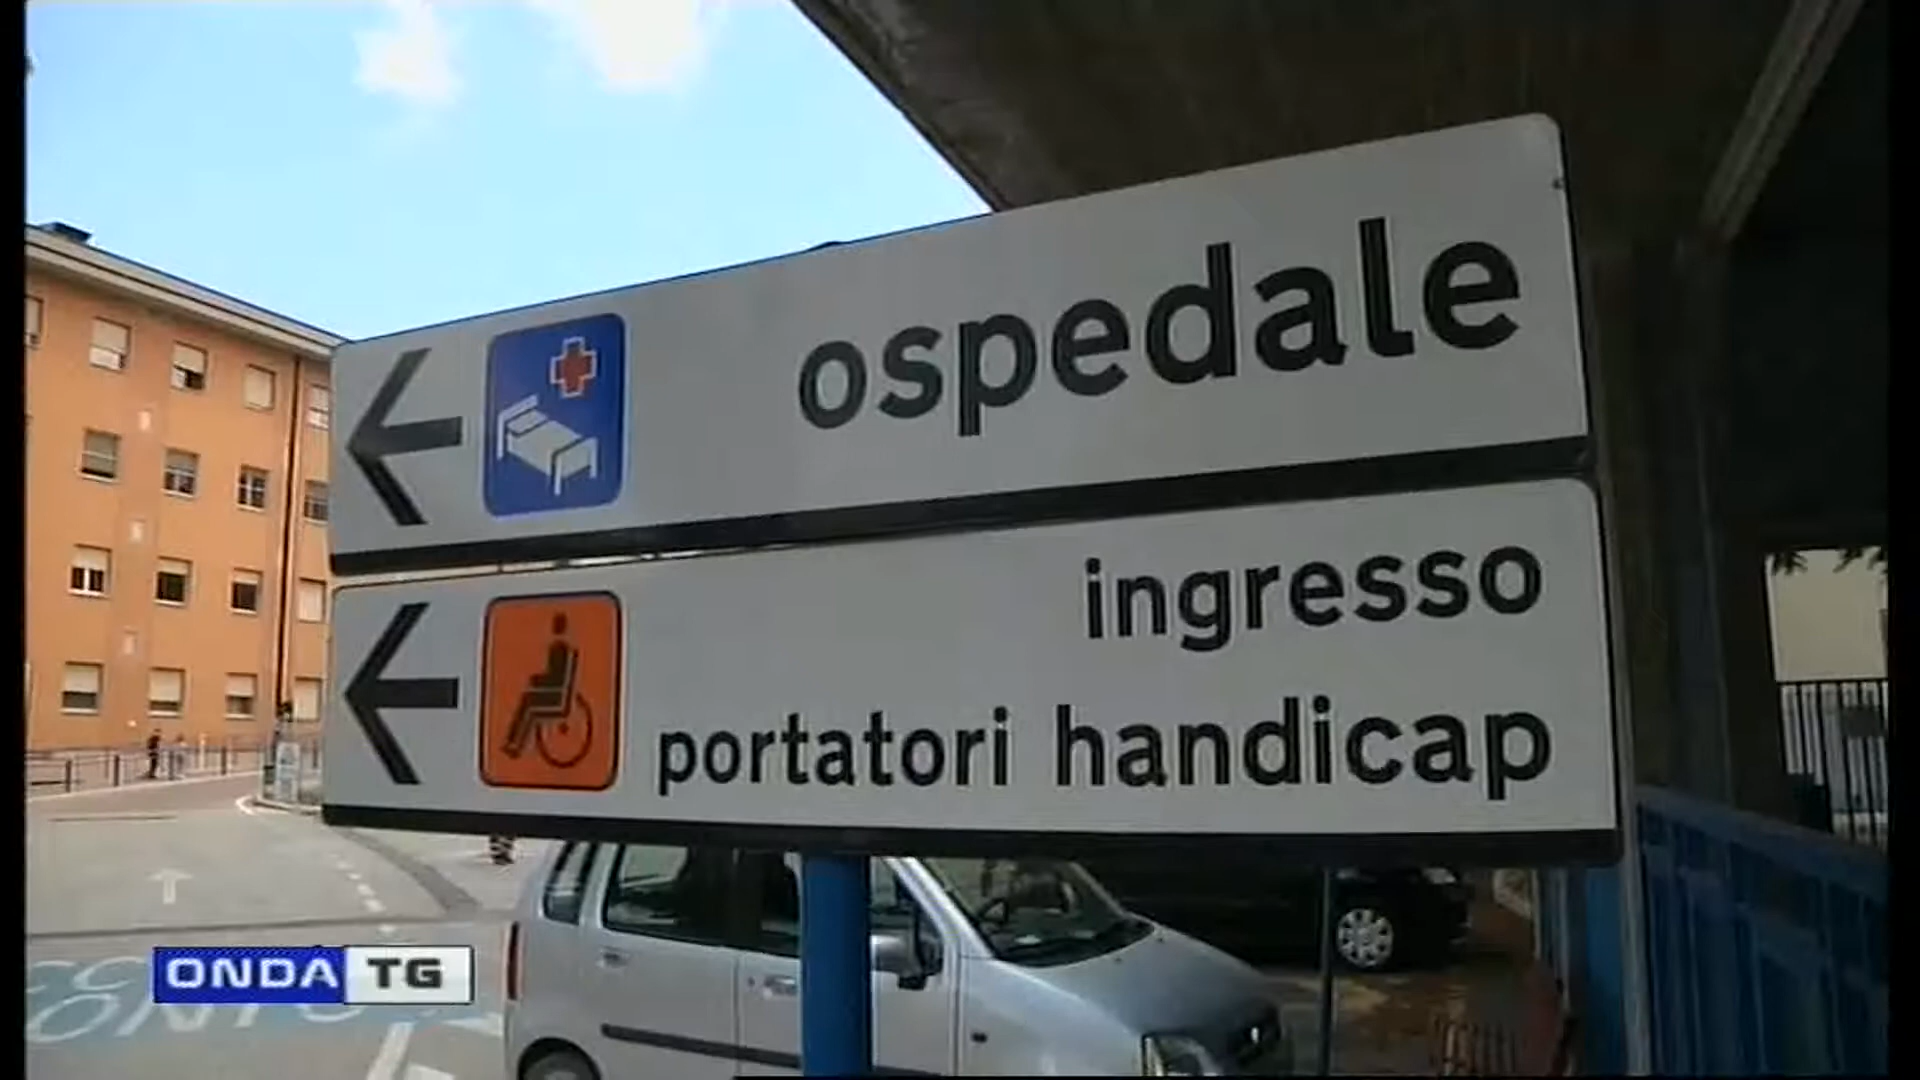 ospedale
ingresso
portatori handicap
ONDA TG